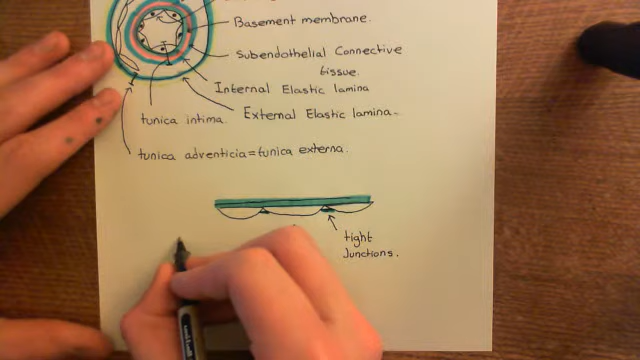 Basement membrane.
Subendothelial Connective
tissue.
Internal Elastic lamina
tunica intima. External Elastic lamina.
tunica adventicia = tunica externa.
tight
Junctions.